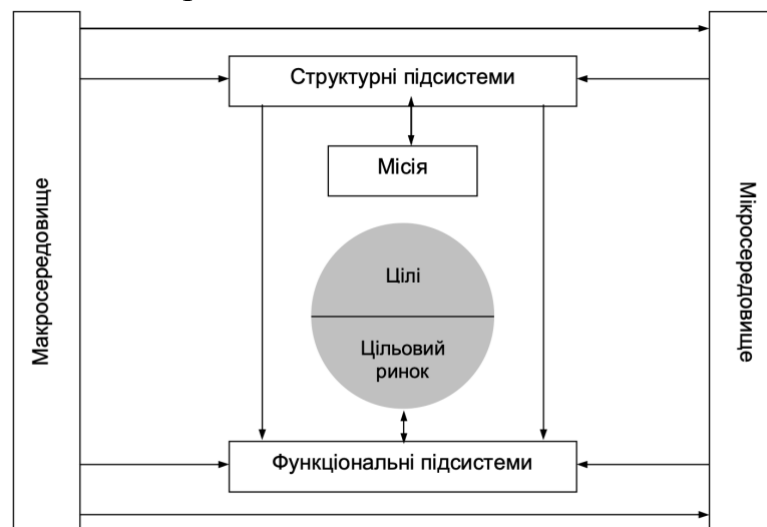 Структурні підсистеми
Місія
Макросередовище
Мікросередовище
Цілі
Цільовий
ринок
Функціональні підсистеми